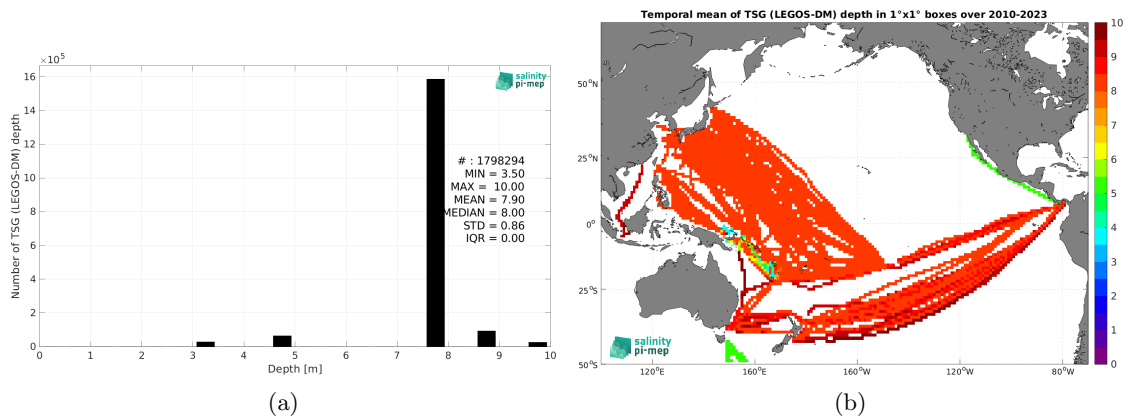 ×10⁵
16
14
12
10
8
6
4
2
0
Number of TSG (LEGOS-DM) depth
salinity
pi-mep
# : 1798294
MIN = 3.50
MAX = 10.00
MEAN = 7.90
MEDIAN = 8.00
STD = 0.86
IQR = 0.00
0 1 2 3 4 5 6 7 8 9 10
Depth [m]
(a)
Temporal mean of TSG (LEGOS-DM) depth in 1°x1° boxes over 2010-2023
50°N
25°N
0°
25°S
50°S
120°E 160°E 160°W 120°W 80°W
salinity
pi-mep
10
9
8
7
6
5
4
3
2
1
0
(b)